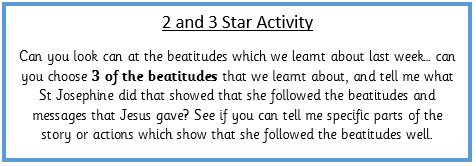 2 and 3 Star Activity
Can you look can at the beatitudes which we learnt about last week... can
you choose 3 of the beatitudes that we learnt about, and tell me what
St Josephine did that showed that she followed the beatitudes and
messages that Jesus gave? See if you can tell me specific parts of the
story or actions which show that she followed the beatitudes well.